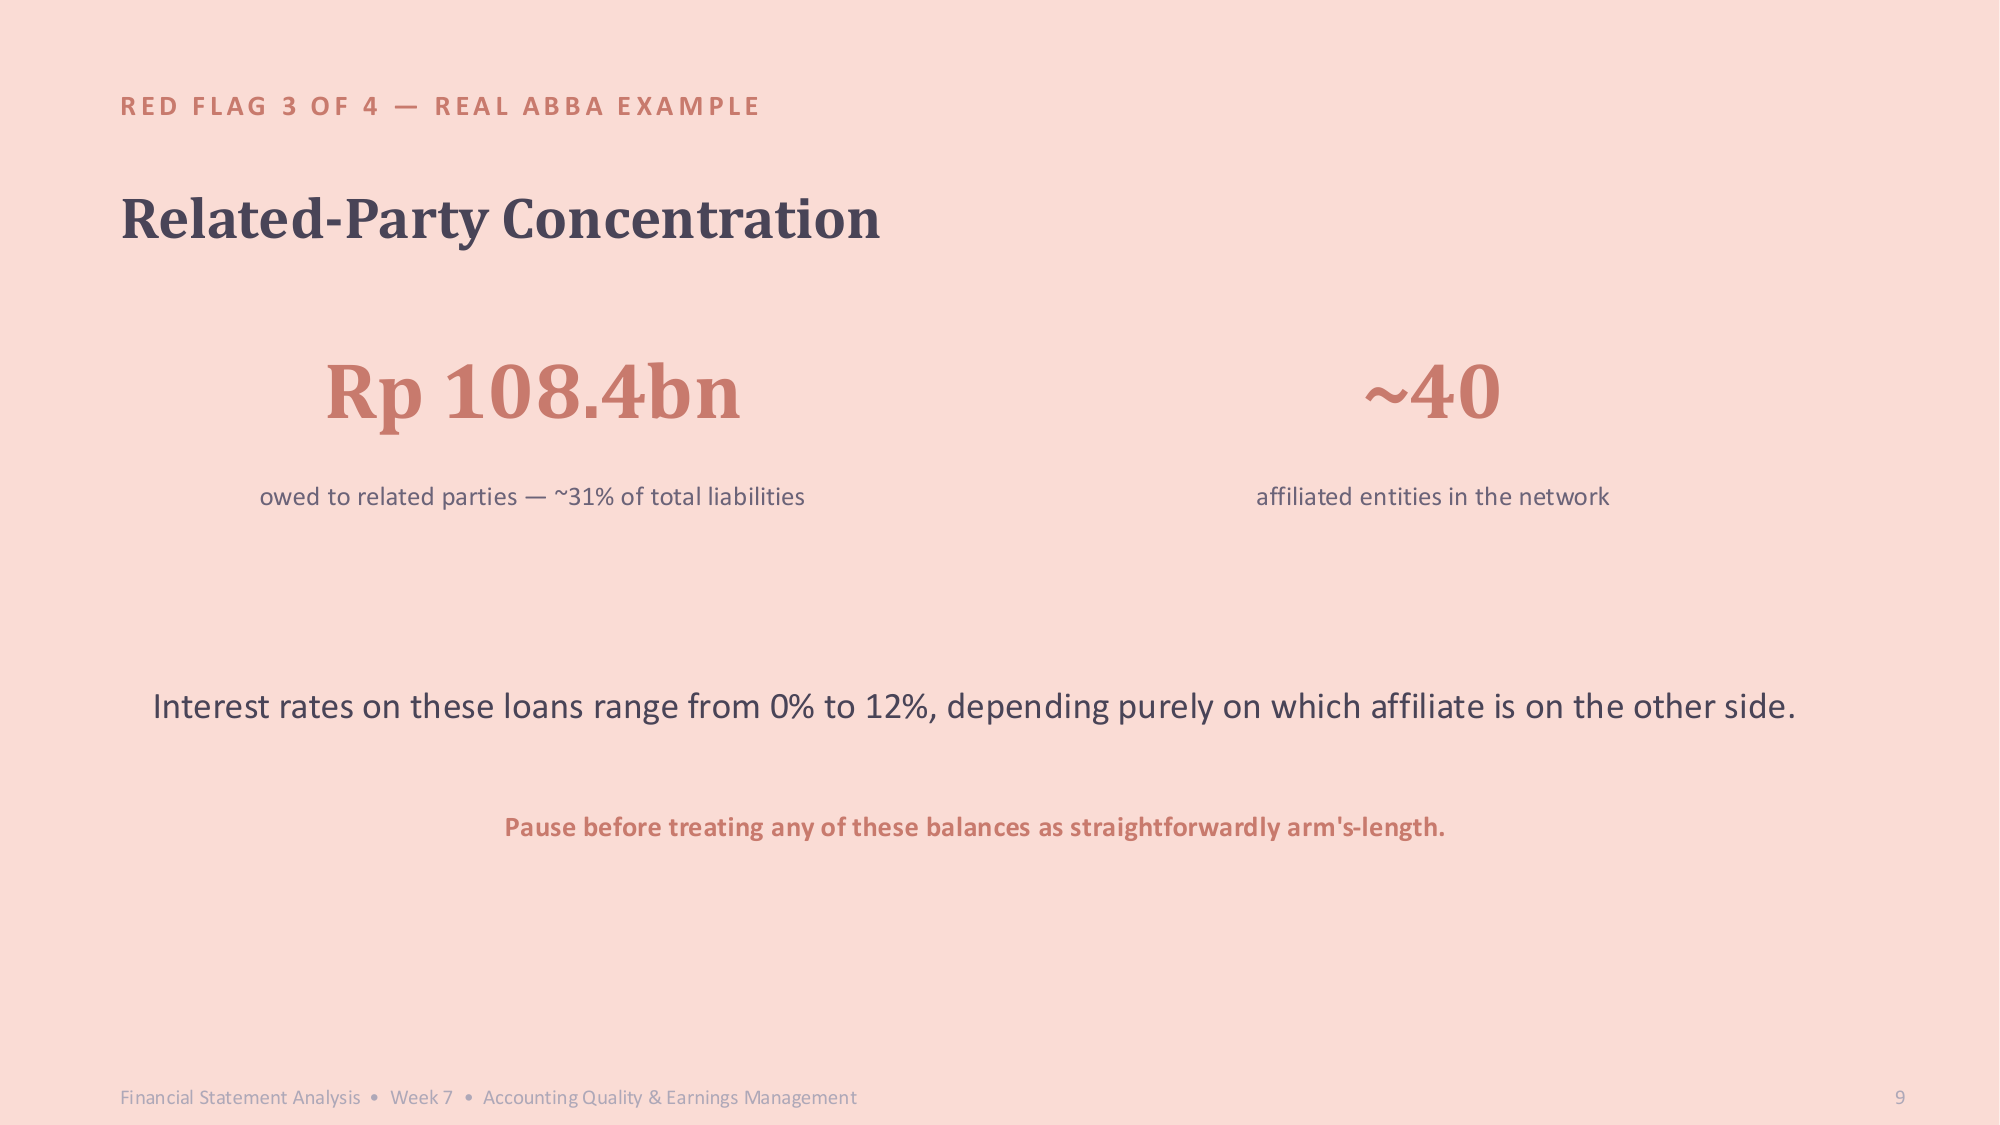 RED FLAG 3 OF 4 — REAL ABBA EXAMPLE
Related-Party Concentration
Rp 108.4bn
owed to related parties — ~31% of total liabilities
~40
affiliated entities in the network
Interest rates on these loans range from 0% to 12%, depending purely on which affiliate is on the other side.
Pause before treating any of these balances as straightforwardly arm's-length.
Financial Statement Analysis • Week 7 • Accounting Quality & Earnings Management
9